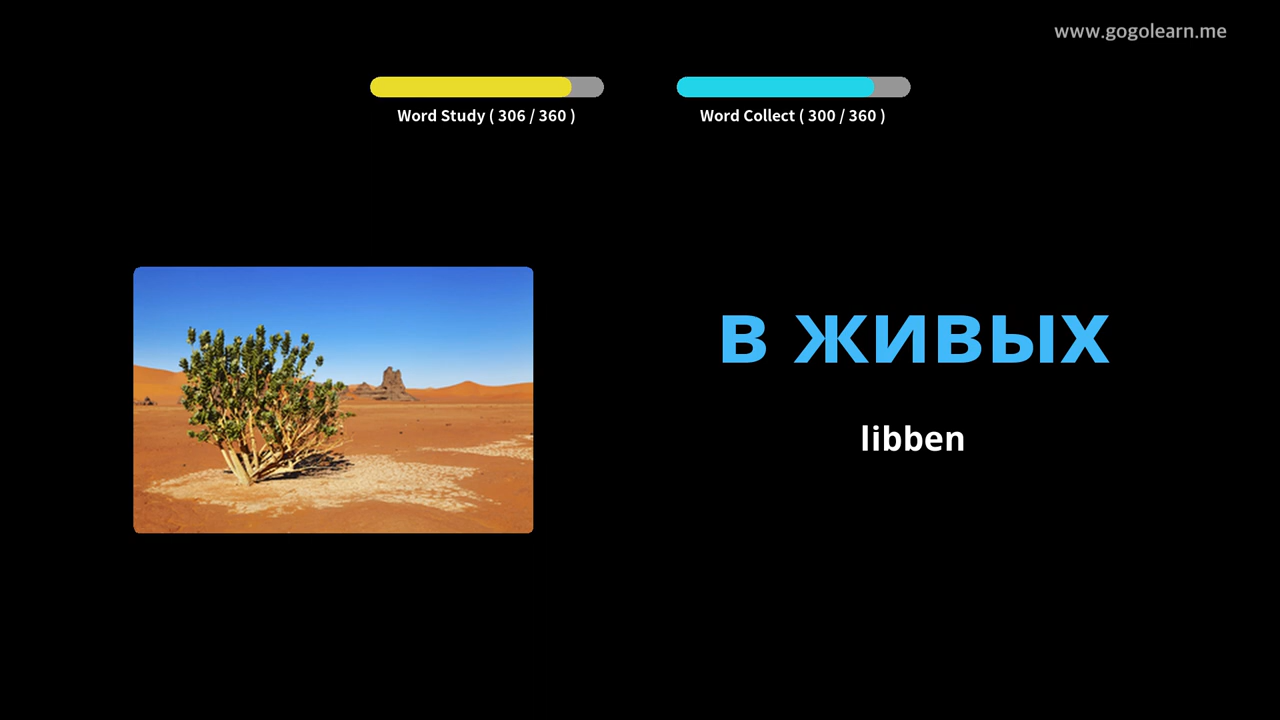 www.gogolearn.me
Word Study ( 306 / 360 )
Word Collect ( 300 / 360 )
в живых
libben